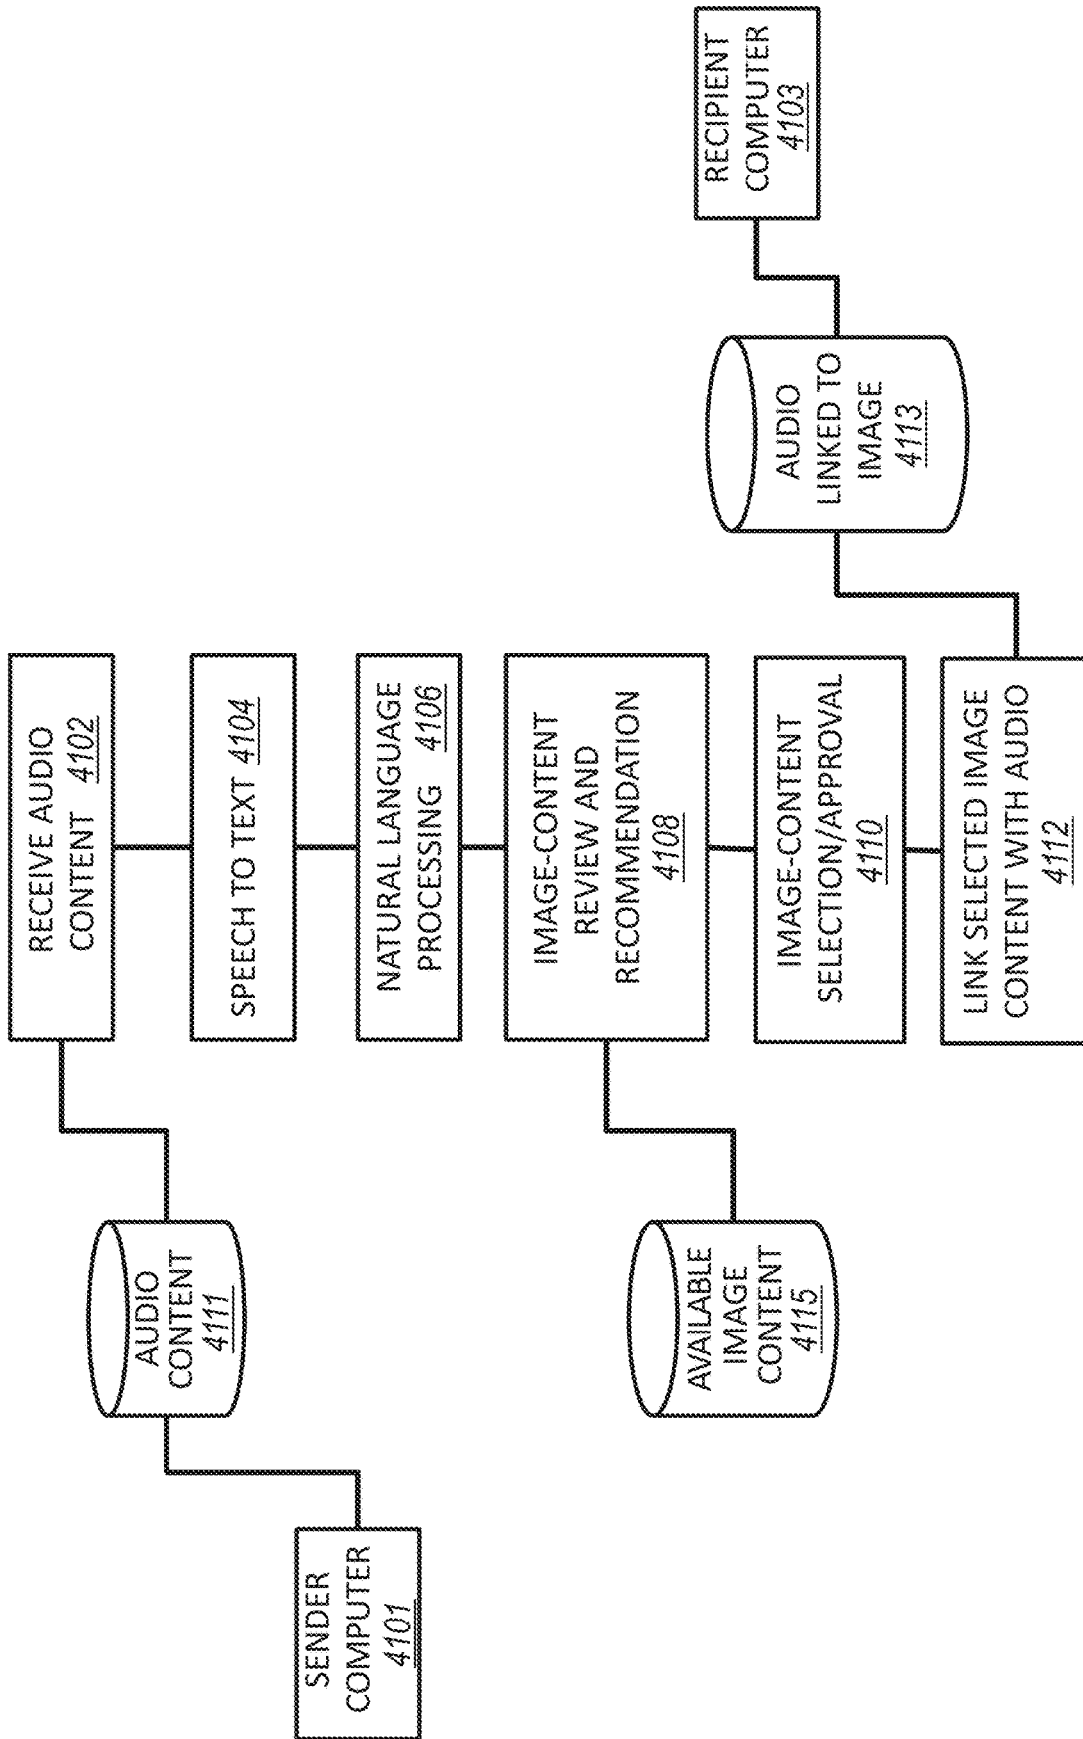 SENDER
COMPUTER
4101
AUDIO
CONTENT
4111
RECEIVE AUDIO
CONTENT 4102
SPEECH TO TEXT 4104
NATURAL LANGUAGE
PROCESSING 4106
AVAILABLE
IMAGE
CONTENT
4115
IMAGE-CONTENT
REVIEW AND
RECOMMENDATION
4108
IMAGE-CONTENT
SELECTION/APPROVAL
4110
LINK SELECTED IMAGE
CONTENT WITH AUDIO
4112
AUDIO
LINKED TO
IMAGE
4113
RECIPIENT
COMPUTER
4103